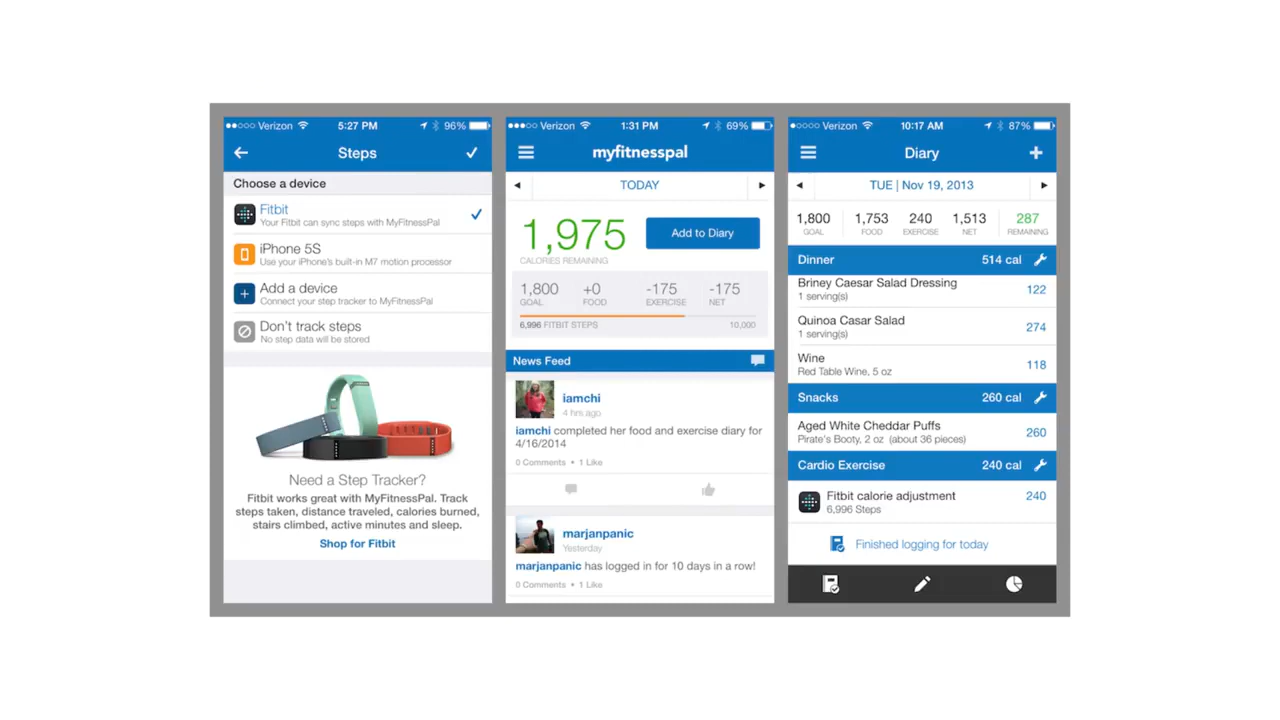 Verizon 5:27 PM 96%
Steps
Choose a device
Fitbit
Your Fitbit can sync steps with MyFitnessPal
iPhone 5S
Use your iPhone's built-in M7 motion processor
Add a device
Connect your step tracker to MyFitnessPal
Don't track steps
No step data will be stored
Need a Step Tracker?
Fitbit works great with MyFitnessPal. Track
steps taken, distance traveled, calories burned,
stairs climbed, active minutes and sleep.
Shop for Fitbit
Verizon 1:31 PM 69%
myfitnesspal
TODAY
1,975 Add to Diary
CALORIES REMAINING
1,800 +0 -175 -175
GOAL FOOD EXERCISE NET
6,996 FITBIT STEPS 10,000
News Feed
iamchi
4 hrs ago
iamchi completed her food and exercise diary for
4/16/2014
0 Comments • 1 Like
marjanpanic
Yesterday
marjanpanic has logged in for 10 days in a row!
0 Comments • 1 Like
Verizon 10:17 AM 87%
Diary
TUE | Nov 19, 2013
1,800 1,753 240 1,513 287
GOAL FOOD EXERCISE NET REMAINING
Dinner 514 cal
Briney Caesar Salad Dressing 122
1 serving(s)
Quinoa Casar Salad 274
1 serving(s)
Wine 118
Red Table Wine, 5 oz
Snacks 260 cal
Aged White Cheddar Puffs 260
Pirate's Booty, 2 oz (about 36 pieces)
Cardio Exercise 240 cal
Fitbit calorie adjustment 240
6,996 Steps
Finished logging for today